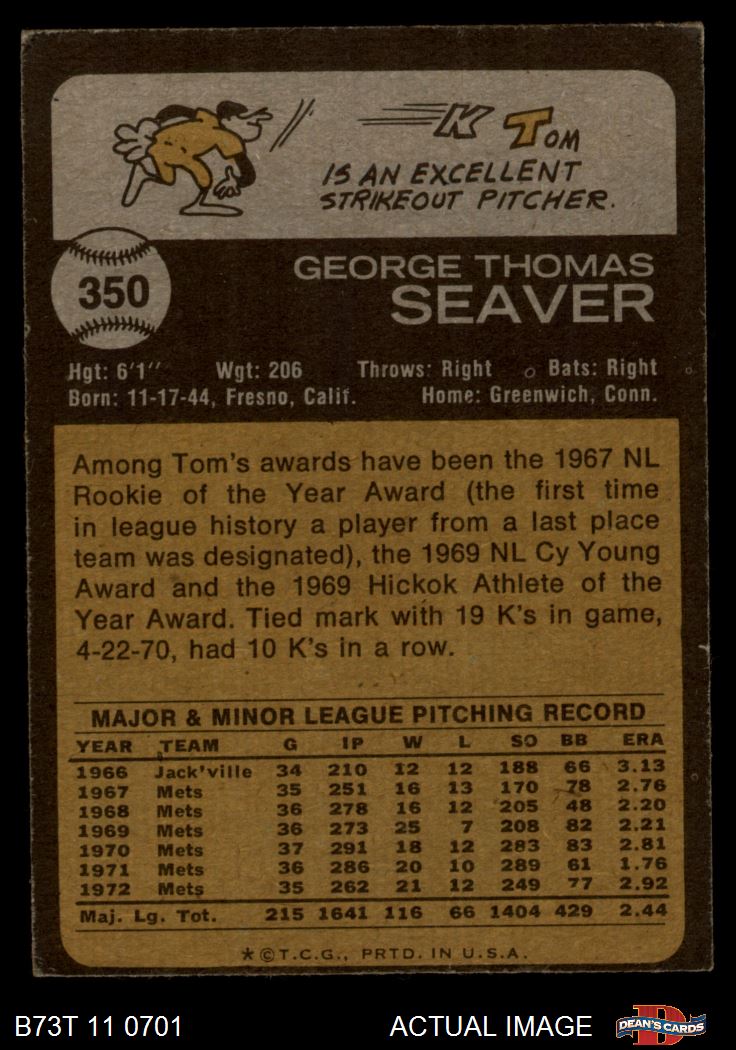 K TOM
IS AN EXCELLENT
STRIKEOUT PITCHER.
350
GEORGE THOMAS
SEAVER
Hgt: 6'1" Wgt: 206 Throws: Right Bats: Right
Born: 11-17-44, Fresno, Calif. Home: Greenwich, Conn.
Among Tom's awards have been the 1967 NL
Rookie of the Year Award (the first time
in league history a player from a last place
team was designated), the 1969 NL Cy Young
Award and the 1969 Hickok Athlete of the
Year Award. Tied mark with 19 K's in game,
4-22-70, had 10 K's in a row.
MAJOR & MINOR LEAGUE PITCHING RECORD
YEAR TEAM G IP W L SO BB ERA
1966 Jack'ville 34 210 12 12 188 66 3.13
1967 Mets 35 251 16 13 170 78 2.76
1968 Mets 36 278 16 12 205 48 2.20
1969 Mets 36 273 25 7 208 82 2.21
1970 Mets 37 291 18 12 283 83 2.81
1971 Mets 36 286 20 10 289 61 1.76
1972 Mets 35 262 21 12 249 77 2.92
Maj. Lg. Tot. 215 1641 116 66 1404 429 2.44
*©T.C.G., PRTD. IN U.S.A.
B73T 11 0701 ACTUAL IMAGE D DEAN'S CARDS